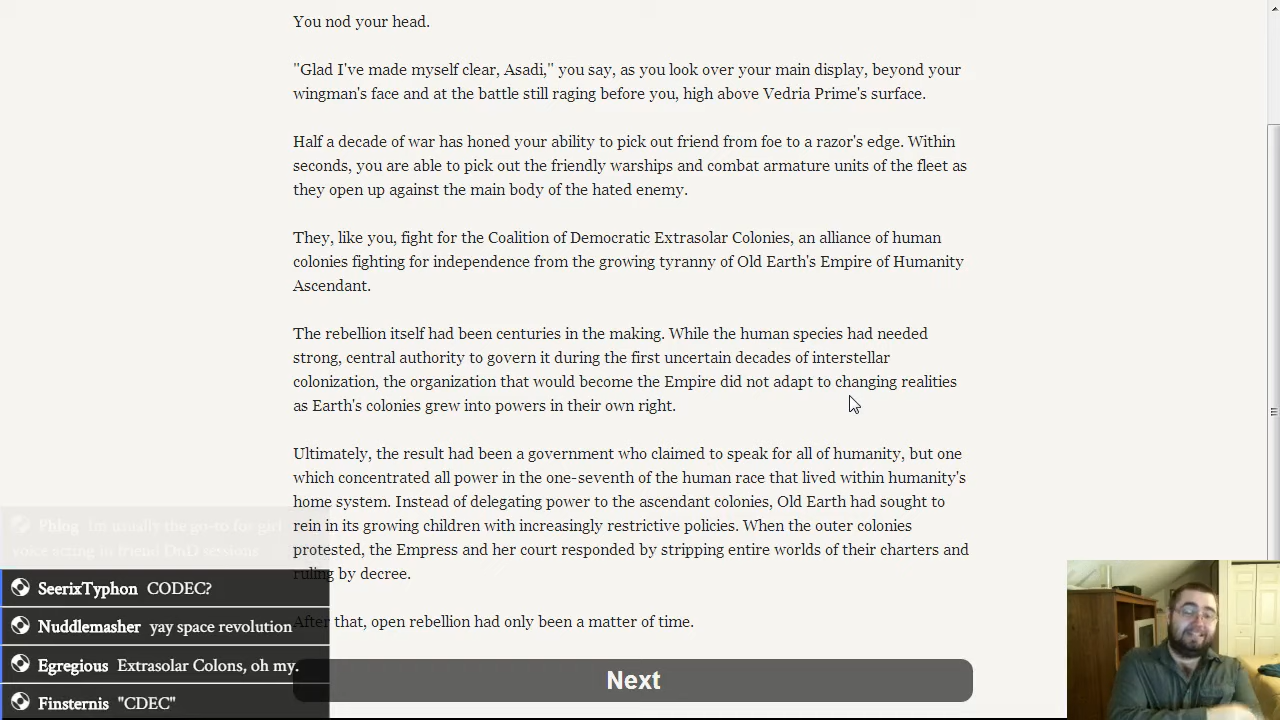 You nod your head.
"Glad I've made myself clear, Asadi," you say, as you look over your main display, beyond your
wingman's face and at the battle still raging before you, high above Vedria Prime's surface.
Half a decade of war has honed your ability to pick out friend from foe to a razor's edge. Within
seconds, you are able to pick out the friendly warships and combat armature units of the fleet as
they open up against the main body of the hated enemy.
They, like you, fight for the Coalition of Democratic Extrasolar Colonies, an alliance of human
colonies fighting for independence from the growing tyranny of Old Earth's Empire of Humanity
Ascendant.
The rebellion itself had been centuries in the making. While the human species had needed
strong, central authority to govern it during the first uncertain decades of interstellar
colonization, the organization that would become the Empire did not adapt to changing realities
as Earth's colonies grew into powers in their own right.
Ultimately, the result had been a government who claimed to speak for all of humanity, but one
which concentrated all power in the one-seventh of the human race that lived within humanity's
home system. Instead of delegating power to the ascendant colonies, Old Earth had sought to
rein in its growing children with increasingly restrictive policies. When the outer colonies
protested, the Empress and her court responded by stripping entire worlds of their charters and
ruling by decree.
After that, open rebellion had only been a matter of time.
Next
Phlog I'm usually the go-to for girl
voice acting in friend DnD sessions
SeerixTyphon CODEC?
Nuddlemasher yay space revolution
Egregious Extrasolar Colons, oh my.
Finsternis "CDEC"